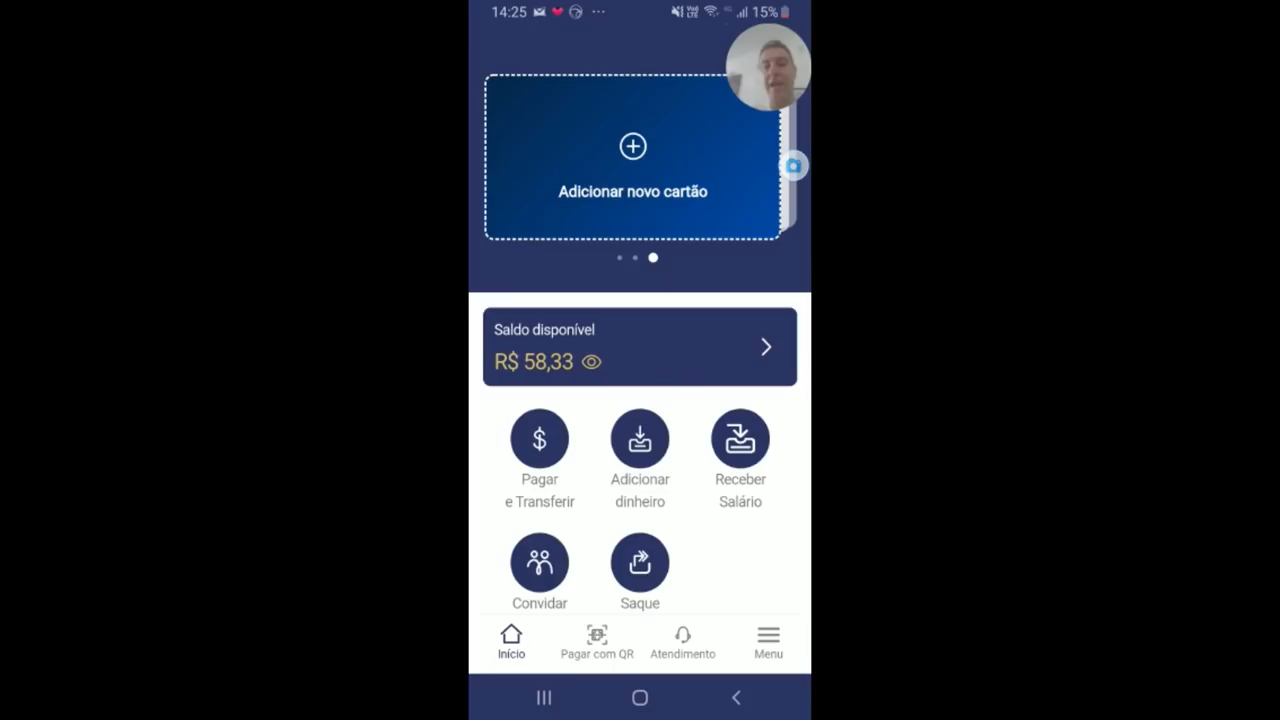 14:25
15%
Adicionar novo cartão
Saldo disponível
R$ 58,33
Pagar
e Transferir
Adicionar
dinheiro
Receber
Salário
Convidar
Saque
Início
Pagar com QR
Atendimento
Menu